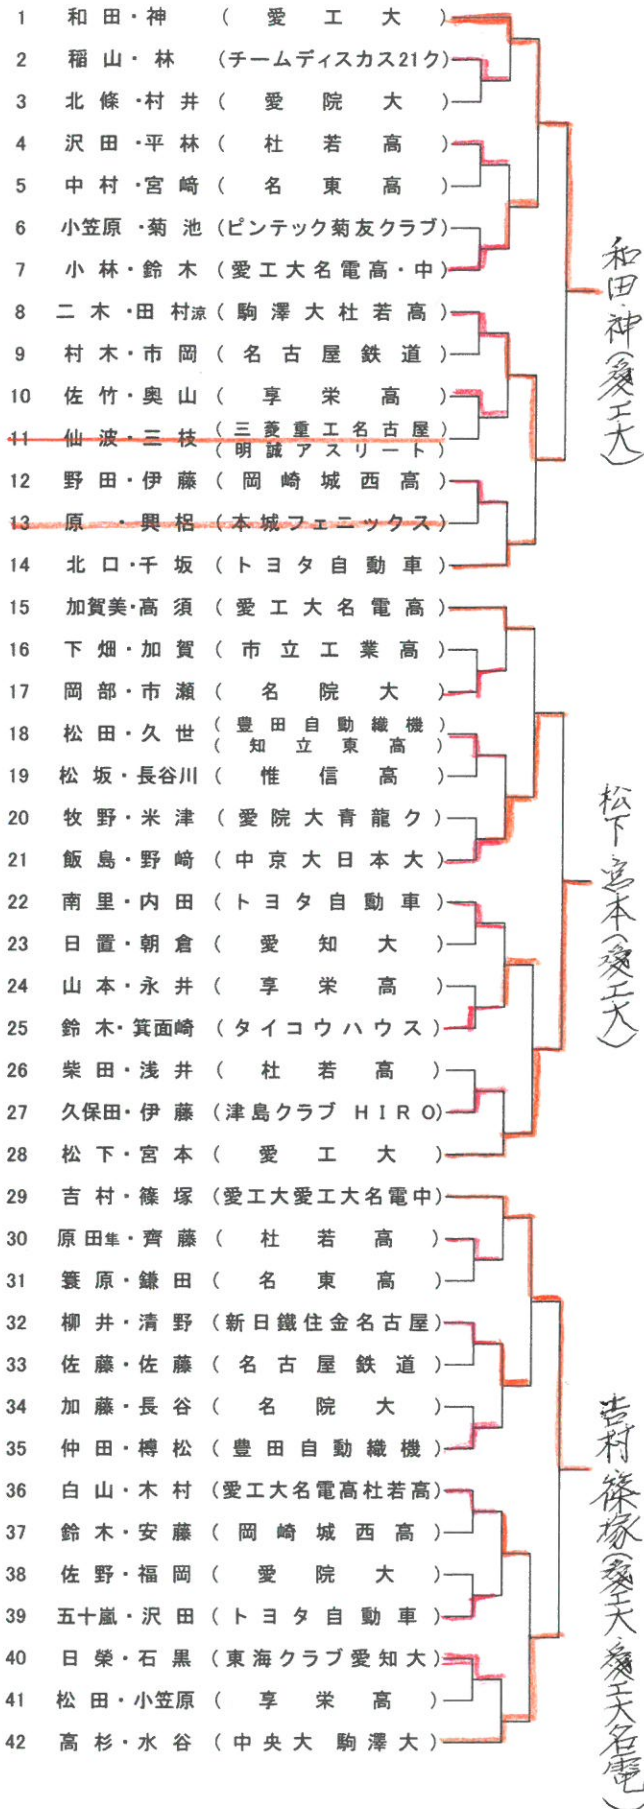 1 和田・神 (愛工大)
2 稲山・林 (チームディスカス21ク)
3 北條・村井 (愛院大)
4 沢田・平林 (杜若高)
5 中村・宮﨑 (名東高)
6 小笠原・菊池 (ピンテック菊友クラブ)
7 小林・鈴木 (愛工大名電高・中)
8 二木・田村涼 (駒澤大杜若高)
9 村木・市岡 (名古屋鉄道)
10 佐竹・奥山 (享栄高)
11 仙波・三枝 (三菱重工名古屋)
(明誠アスリート)
12 野田・伊藤 (岡崎城西高)
13 原・興梠 (本城フェニックス)
14 北口・千坂 (トヨタ自動車)
和田 神(愛工大)
15 加賀美・高須 (愛工大名電高)
16 下畑・加賀 (市立工業高)
17 岡部・市瀬 (名院大)
18 松田・久世 (豊田自動織機)
(知立東高)
19 松坂・長谷川 (惟信高)
20 牧野・米津 (愛院大青龍ク)
21 飯島・野﨑 (中京大日本大)
22 南里・内田 (トヨタ自動車)
23 日置・朝倉 (愛知大)
24 山本・永井 (享栄高)
25 鈴木・箕面崎 (タイコウハウス)
26 柴田・浅井 (杜若高)
27 久保田・伊藤 (津島クラブ HIRO)
28 松下・宮本 (愛工大)
松下 宮本(愛工大)
29 吉村・篠塚 (愛工大愛工大名電中)
30 原田隼・齊藤 (杜若高)
31 簑原・鎌田 (名東高)
32 柳井・清野 (新日鐵住金名古屋)
33 佐藤・佐藤 (名古屋鉄道)
34 加藤・長谷 (名院大)
35 仲田・樽松 (豊田自動織機)
36 白山・木村 (愛工大名電高杜若高)
37 鈴木・安藤 (岡崎城西高)
38 佐野・福岡 (愛院大)
39 五十嵐・沢田 (トヨタ自動車)
40 日榮・石黒 (東海クラブ愛知大)
41 松田・小笠原 (享栄高)
42 高杉・水谷 (中央大 駒澤大)
吉村 篠塚(愛工大・愛工大名電)